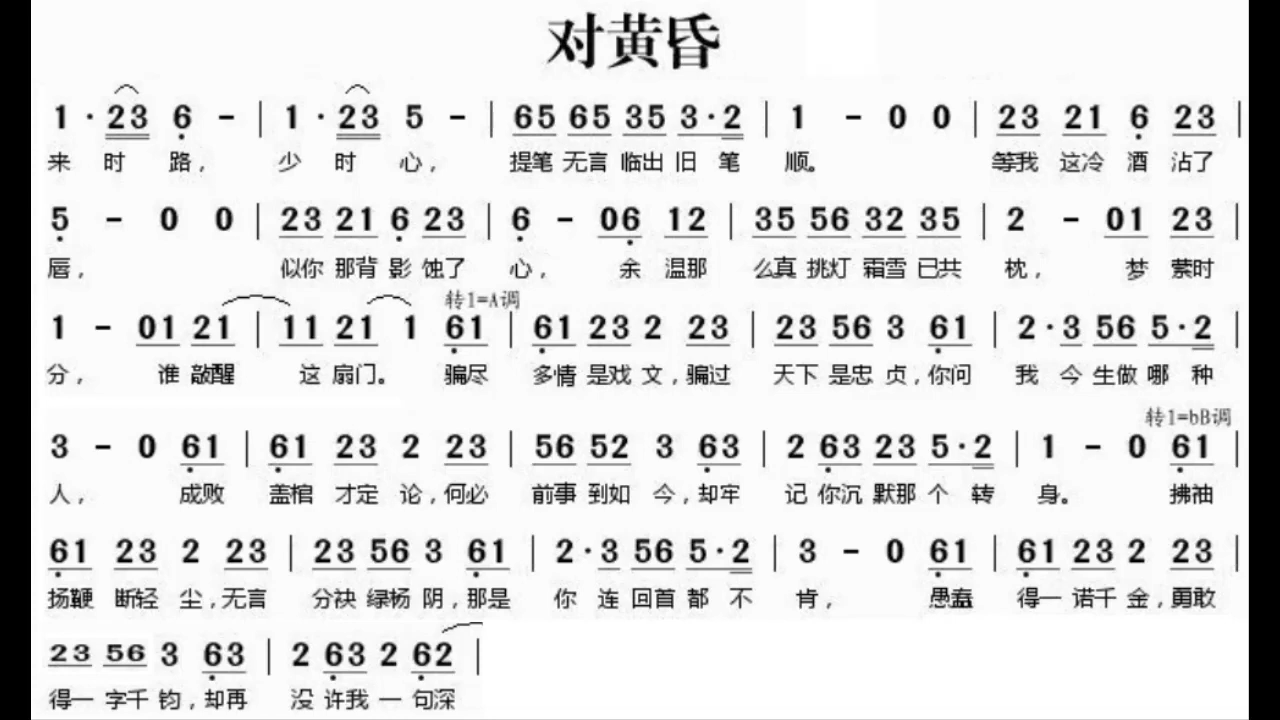 对黄昏
1 · 23 6 - | 1 · 23 5 - | 65 65 35 3·2 | 1 - 0 0 | 23 21 6 23 |
来 时 路， 少 时 心， 提笔 无言 临出 旧 笔 顺。 等我 这冷 酒 沾了
5 - 0 0 | 23 21 6 23 | 6 - 06 12 | 35 56 32 35 | 2 - 01 23 |
唇， 似你 那背 影 蚀了 心， 余 温那 么真 挑灯 霜雪 已共 枕， 梦 萦时
转1=A调
1 - 01 21 | 11 21 1 61 | 61 23 2 23 | 23 56 3 61 | 2·3 56 5·2 |
分， 谁 敲醒 这 扇门。 骗尽 多情 是戏 文，骗过 天下 是忠 贞，你问 我 今 生做 哪 种
转1=bB调
3 - 0 61 | 61 23 2 23 | 56 52 3 63 | 2 63 23 5·2 | 1 - 0 61 |
人， 成败 盖棺 才定 论，何必 前事 到如 今，却牢 记 你沉 默那 个 转 身。 拂袖
61 23 2 23 | 23 56 3 61 | 2·3 56 5·2 | 3 - 0 61 | 61 23 2 23 |
扬鞭 断轻 尘，无言 分袂 绿杨 阴，那是 你 连 回首 都 不 肯， 愚蠢 得一 诺千 金，勇敢
23 56 3 63 | 2 63 2 62 |
得一 字千 钧，却再 没 许我 一 句深